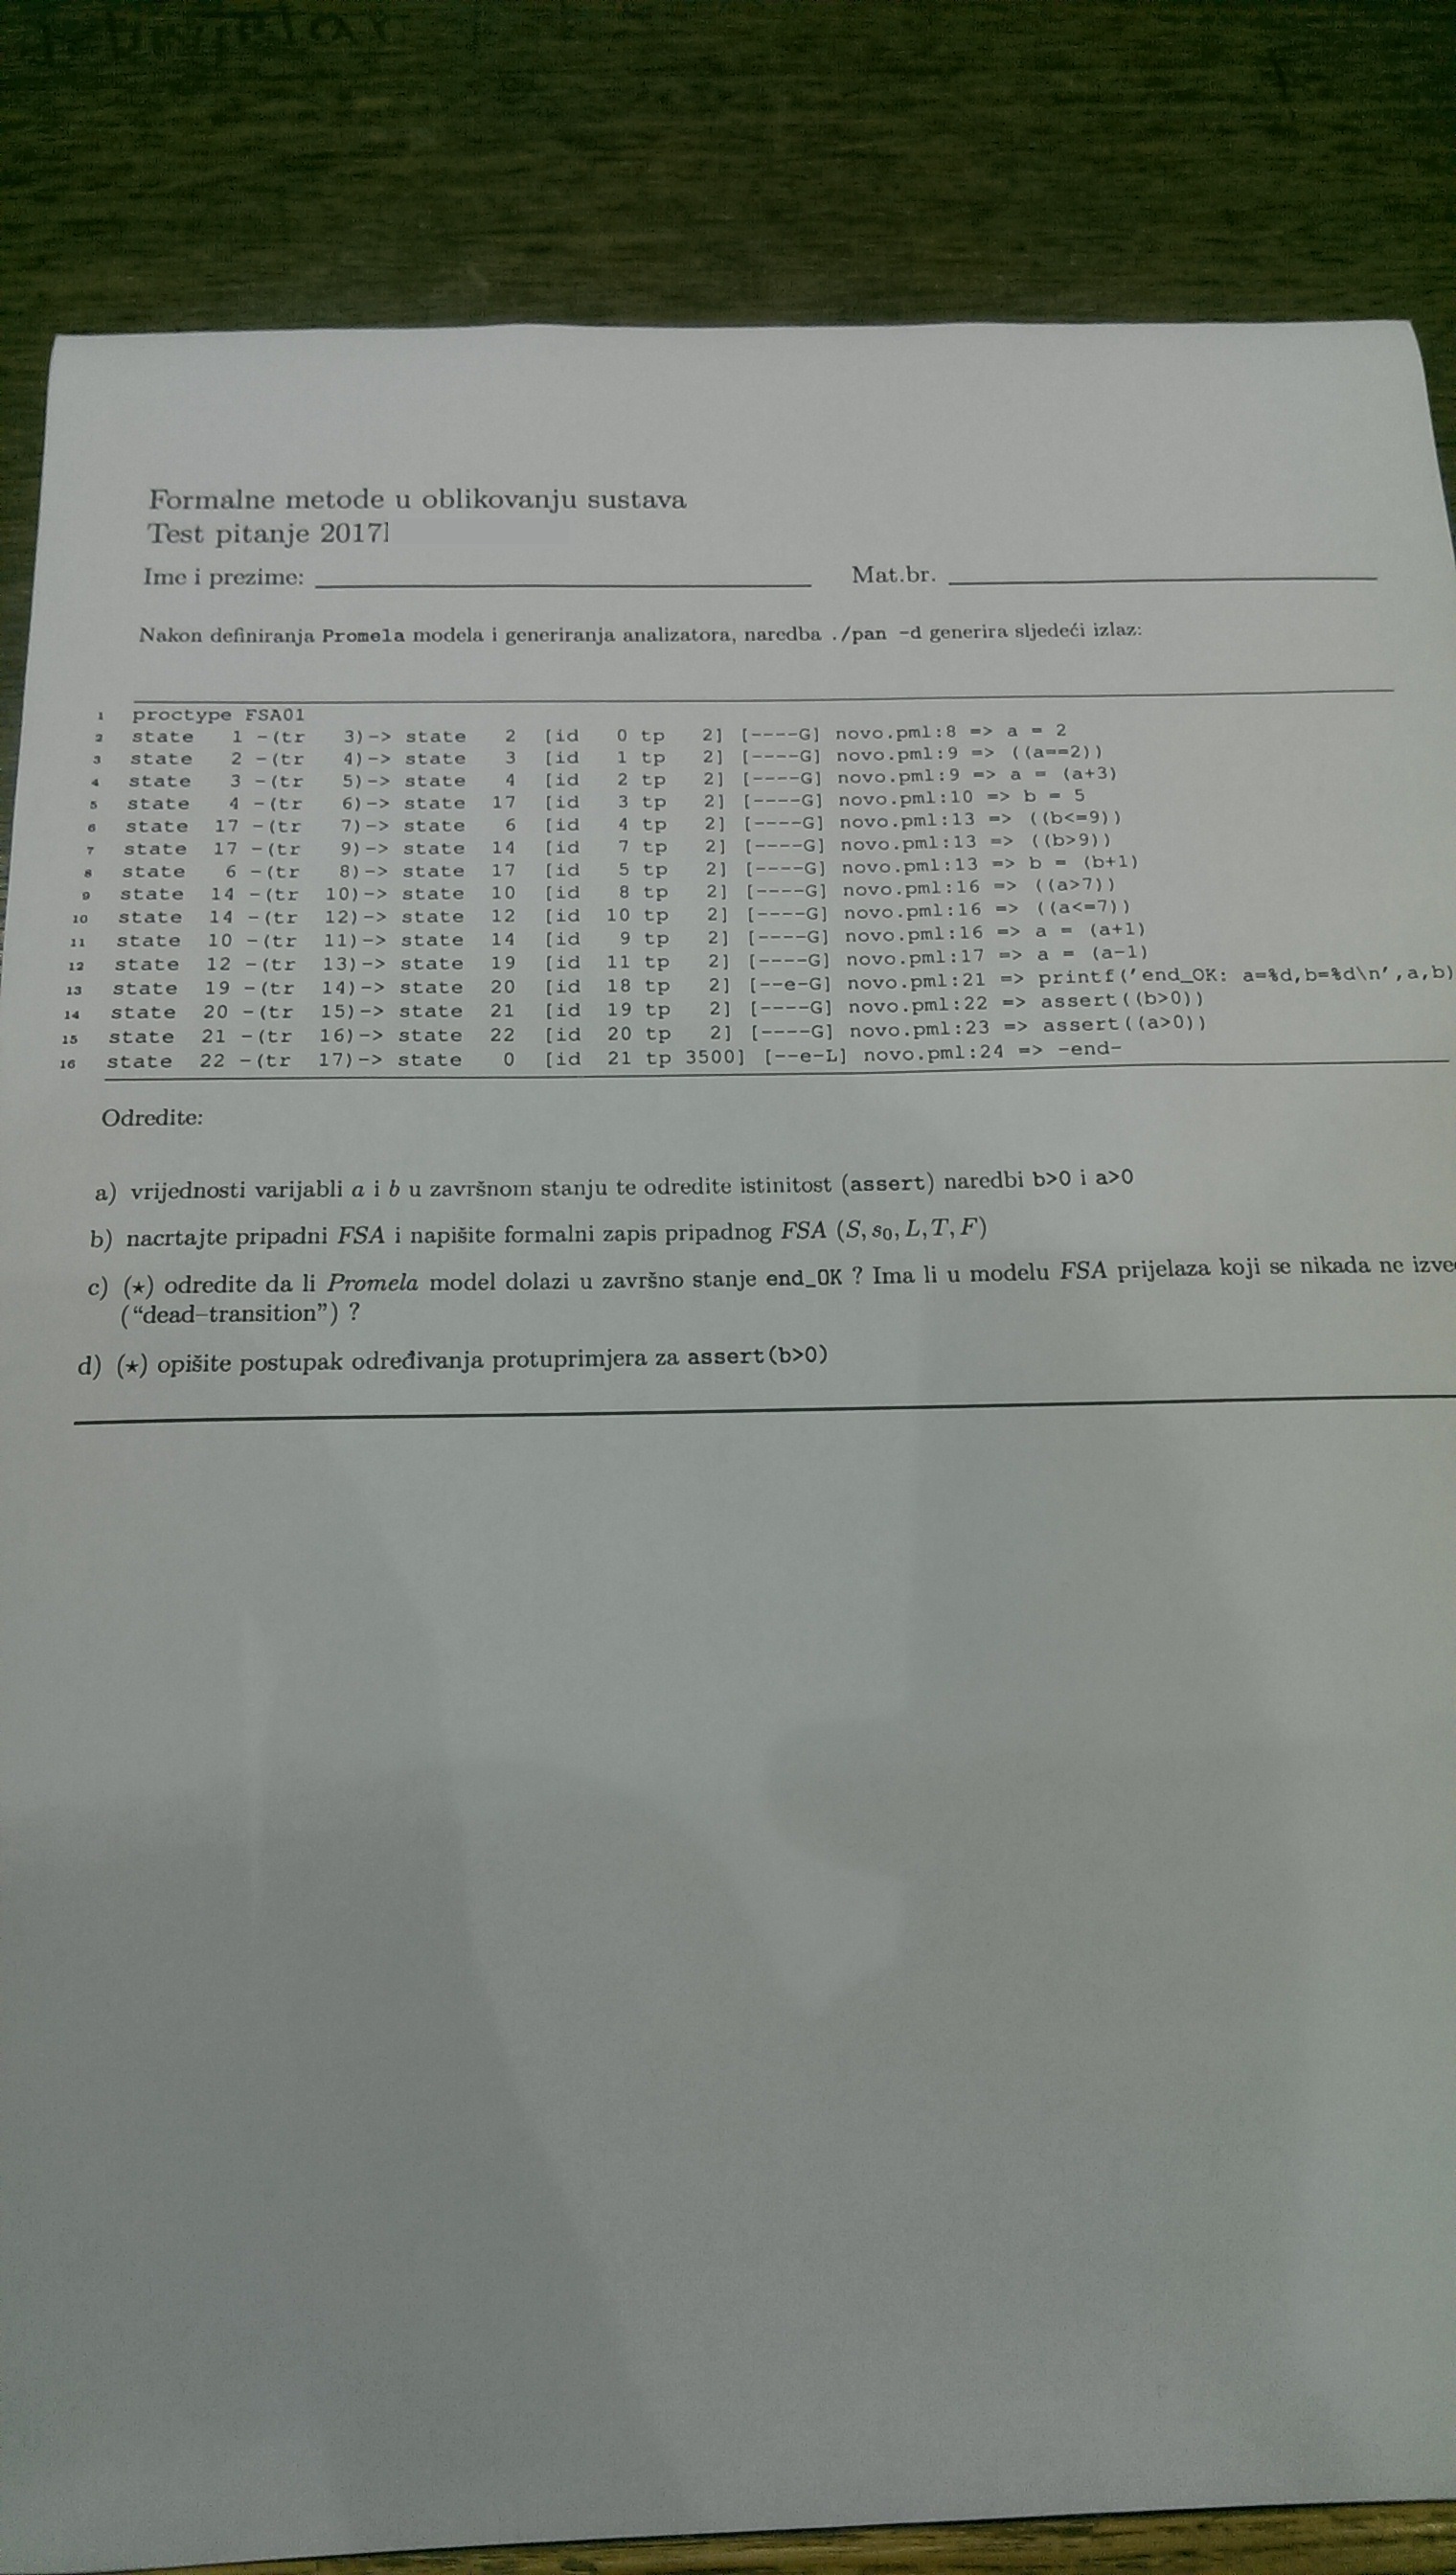 Formalne metode u oblikovanju sustava
Test pitanje 2017
Ime i prezime: Mat.br.
Nakon definiranja Promela modela i generiranja analizatora, naredba ./pan -d generira sljedeći izlaz:
1 proctype FSA01
2 state 1 -(tr 3)-> state 2 [id 0 tp 2] [----G] novo.pml:8 => a = 2
3 state 2 -(tr 4)-> state 3 [id 1 tp 2] [----G] novo.pml:9 => ((a==2))
4 state 3 -(tr 5)-> state 4 [id 2 tp 2] [----G] novo.pml:9 => a = (a+3)
5 state 4 -(tr 6)-> state 17 [id 3 tp 2] [----G] novo.pml:10 => b = 5
6 state 17 -(tr 7)-> state 6 [id 4 tp 2] [----G] novo.pml:13 => ((b<=9))
7 state 17 -(tr 9)-> state 14 [id 7 tp 2] [----G] novo.pml:13 => ((b>9))
8 state 6 -(tr 8)-> state 17 [id 5 tp 2] [----G] novo.pml:13 => b = (b+1)
9 state 14 -(tr 10)-> state 10 [id 8 tp 2] [----G] novo.pml:16 => ((a>7))
10 state 14 -(tr 12)-> state 12 [id 10 tp 2] [----G] novo.pml:16 => ((a<=7))
11 state 10 -(tr 11)-> state 14 [id 9 tp 2] [----G] novo.pml:16 => a = (a+1)
12 state 12 -(tr 13)-> state 19 [id 11 tp 2] [----G] novo.pml:17 => a = (a-1)
13 state 19 -(tr 14)-> state 20 [id 18 tp 2] [--e-G] novo.pml:21 => printf('end_OK: a=%d,b=%d\n',a,b)
14 state 20 -(tr 15)-> state 21 [id 19 tp 2] [----G] novo.pml:22 => assert((b>0))
15 state 21 -(tr 16)-> state 22 [id 20 tp 2] [----G] novo.pml:23 => assert((a>0))
16 state 22 -(tr 17)-> state 0 [id 21 tp 3500] [--e-L] novo.pml:24 => -end-
Odredite:
a) vrijednosti varijabli a i b u završnom stanju te odredite istinitost (assert) naredbi b>0 i a>0
b) nacrtajte pripadni FSA i napišite formalni zapis pripadnog FSA (S, s0, L, T, F)
c) (⋆) odredite da li Promela model dolazi u završno stanje end_OK ? Ima li u modelu FSA prijelaza koji se nikada ne
("dead–transition") ?
d) (⋆) opišite postupak određivanja protuprimjera za assert(b>0)